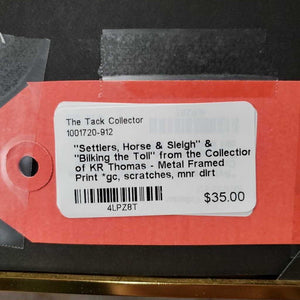 The Tack Collector
1001720-912
"Settlers, Horse & Sleigh" &
"Bilking the Toll" from the Collection
of KR Thomas - Metal Framed
Print *gc, scratches, mnr dirt
4LPZ8T
$35.00